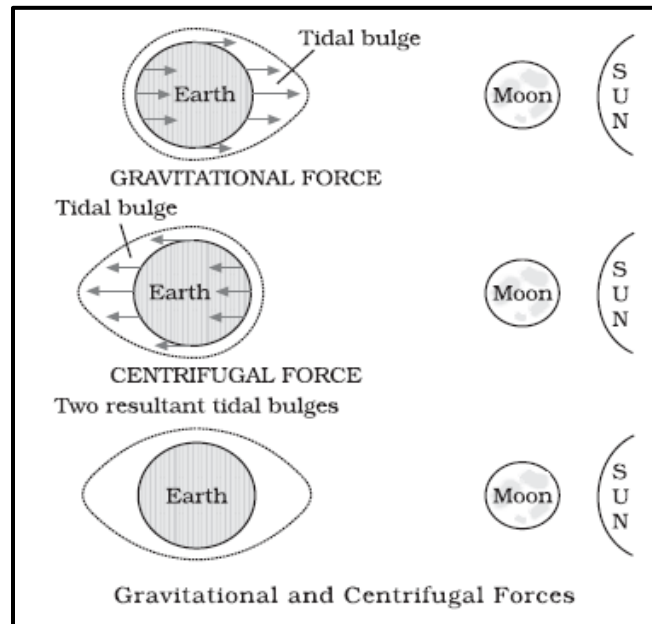 Tidal bulge
Earth
Moon
S
U
N
GRAVITATIONAL FORCE
Tidal bulge
Earth
Moon
S
U
N
CENTRIFUGAL FORCE
Two resultant tidal bulges
Earth
Moon
S
U
N
Gravitational and Centrifugal Forces